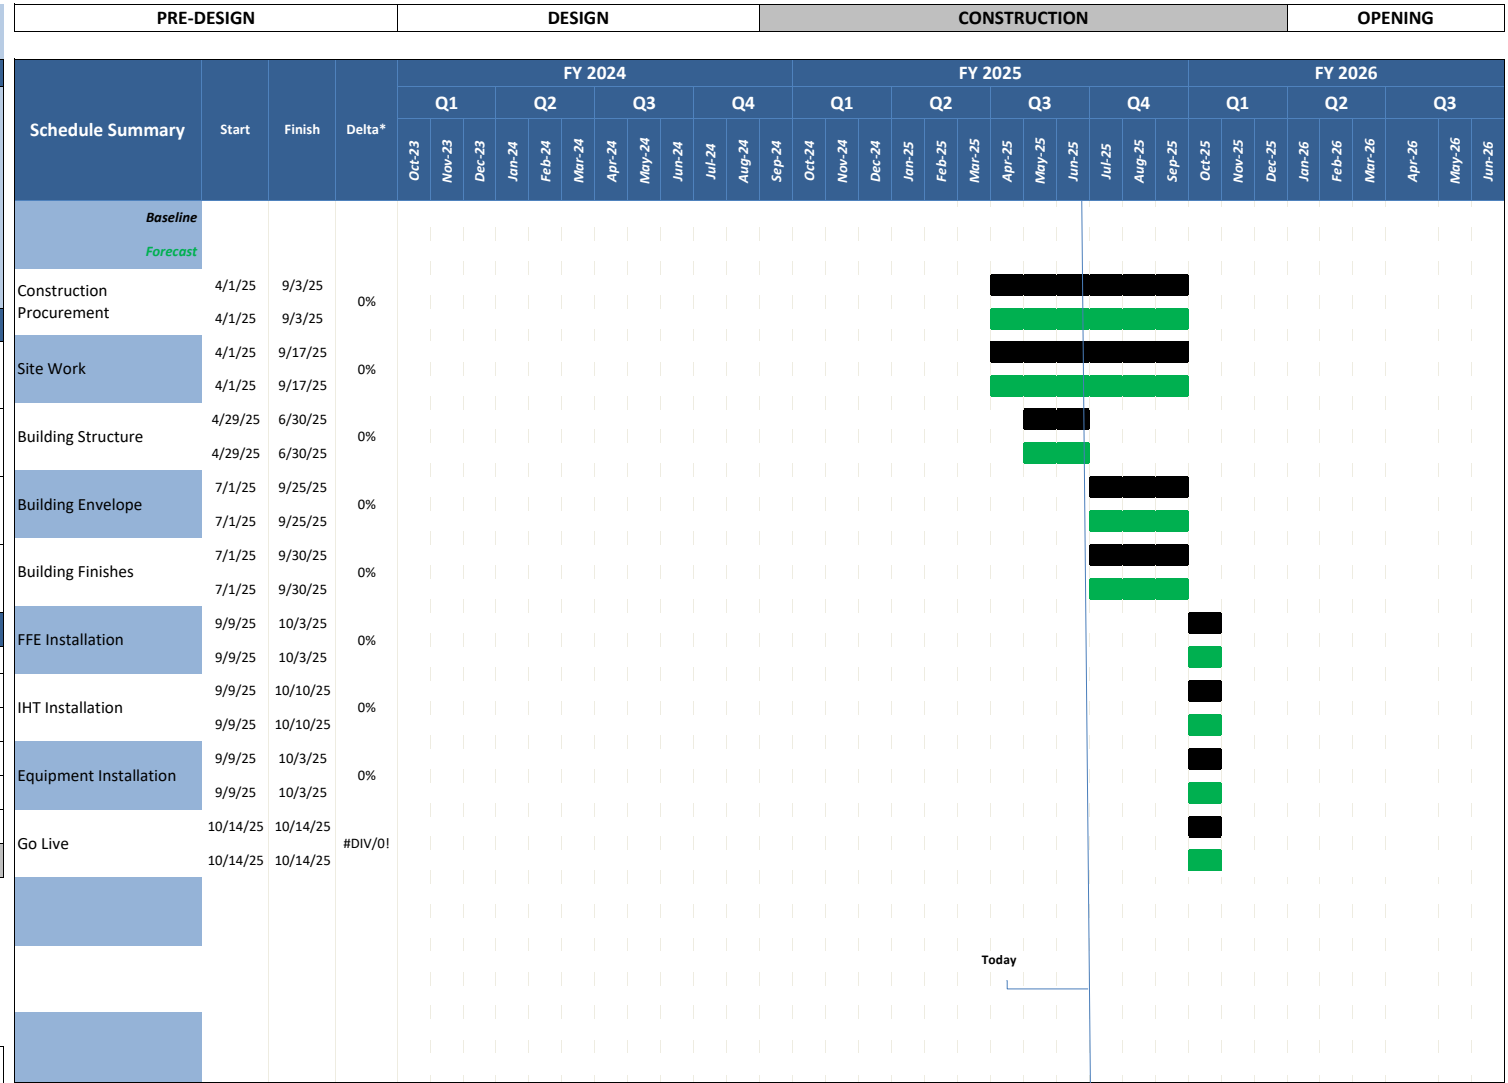 PRE-DESIGN DESIGN CONSTRUCTION OPENING
FY 2024 FY 2025 FY 2026
Q1 Q2 Q3 Q4 Q1 Q2 Q3 Q4 Q1 Q2 Q3
Schedule Summary Start Finish Delta*
Oct-23 Nov-23 Dec-23 Jan-24 Feb-24 Mar-24 Apr-24 May-24 Jun-24 Jul-24 Aug-24 Sep-24 Oct-24 Nov-24 Dec-24 Jan-25 Feb-25 Mar-25 Apr-25 May-25 Jun-25 Jul-25 Aug-25 Sep-25 Oct-25 Nov-25 Dec-25 Jan-26 Feb-26 Mar-26 Apr-26 May-26 Jun-26
Baseline
Forecast
Construction
Procurement
4/1/25 9/3/25
0%
4/1/25 9/3/25
Site Work
4/1/25 9/17/25
0%
4/1/25 9/17/25
Building Structure
4/29/25 6/30/25
0%
4/29/25 6/30/25
Building Envelope
7/1/25 9/25/25
0%
7/1/25 9/25/25
Building Finishes
7/1/25 9/30/25
0%
7/1/25 9/30/25
FFE Installation
9/9/25 10/3/25
0%
9/9/25 10/3/25
IHT Installation
9/9/25 10/10/25
0%
9/9/25 10/10/25
Equipment Installation
9/9/25 10/3/25
0%
9/9/25 10/3/25
Go Live
10/14/25 10/14/25
#DIV/0!
10/14/25 10/14/25
Today